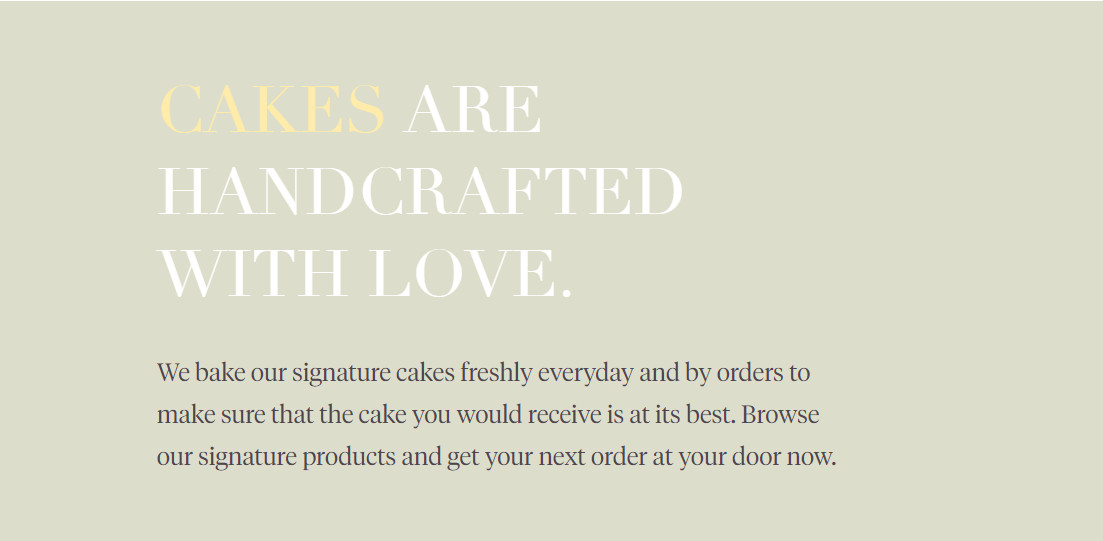 CAKES ARE
HANDCRAFTED
WITH LOVE.
We bake our signature cakes freshly everyday and by orders to
make sure that the cake you would receive is at its best. Browse
our signature products and get your next order at your door now.